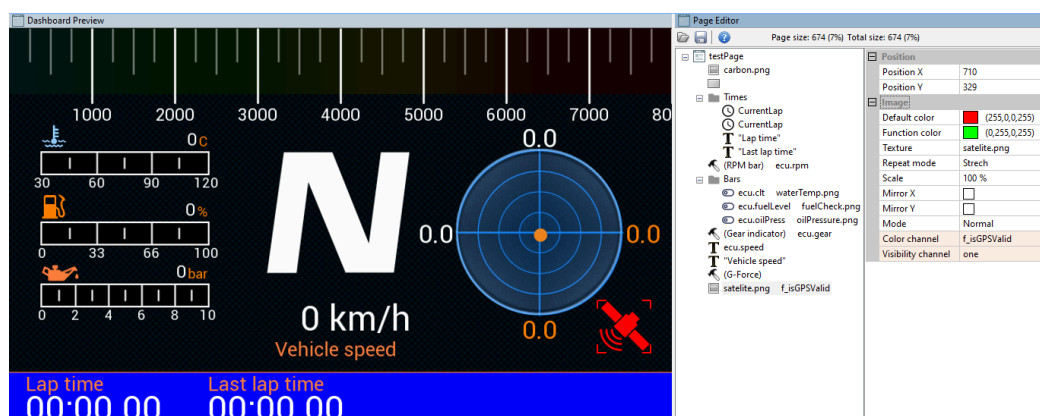 Dashboard Preview
1000 2000 3000 4000 5000 6000 7000 80
0 C
30 60 90 120
0 %
0 33 66 100
0 bar
0 2 4 6 8 10
N
0 km/h
Vehicle speed
0.0
0.0
0.0
0.0
Lap time
00:00.00
Last lap time
00:00.00
Page Editor
Page size: 674 (7%) Total size: 674 (7%)
testPage
carbon.png
Times
CurrentLap
CurrentLap
"Lap time"
"Last lap time"
(RPM bar) ecu.rpm
Bars
ecu.clt waterTemp.png
ecu.fuelLevel fuelCheck.png
ecu.oilPress oilPressure.png
(Gear indicator) ecu.gear
ecu.speed
"Vehicle speed"
(G-Force)
satelite.png f_isGPSValid
Position
Position X 710
Position Y 329
Image
Default color (255,0,0,255)
Function color (0,255,0,255)
Texture satelite.png
Repeat mode Strech
Scale 100 %
Mirror X
Mirror Y
Mode Normal
Color channel f_isGPSValid
Visibility channel one